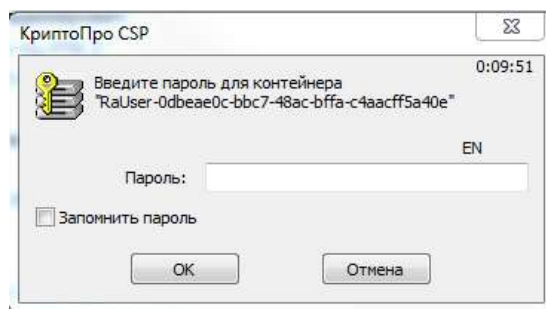 КриптоПро CSP
0:09:51
Введите пароль для контейнера
"RaUser-0dbeae0c-bbc7-48ac-bffa-c4aacff5a40e"
EN
Пароль:
Запомнить пароль
OK
Отмена